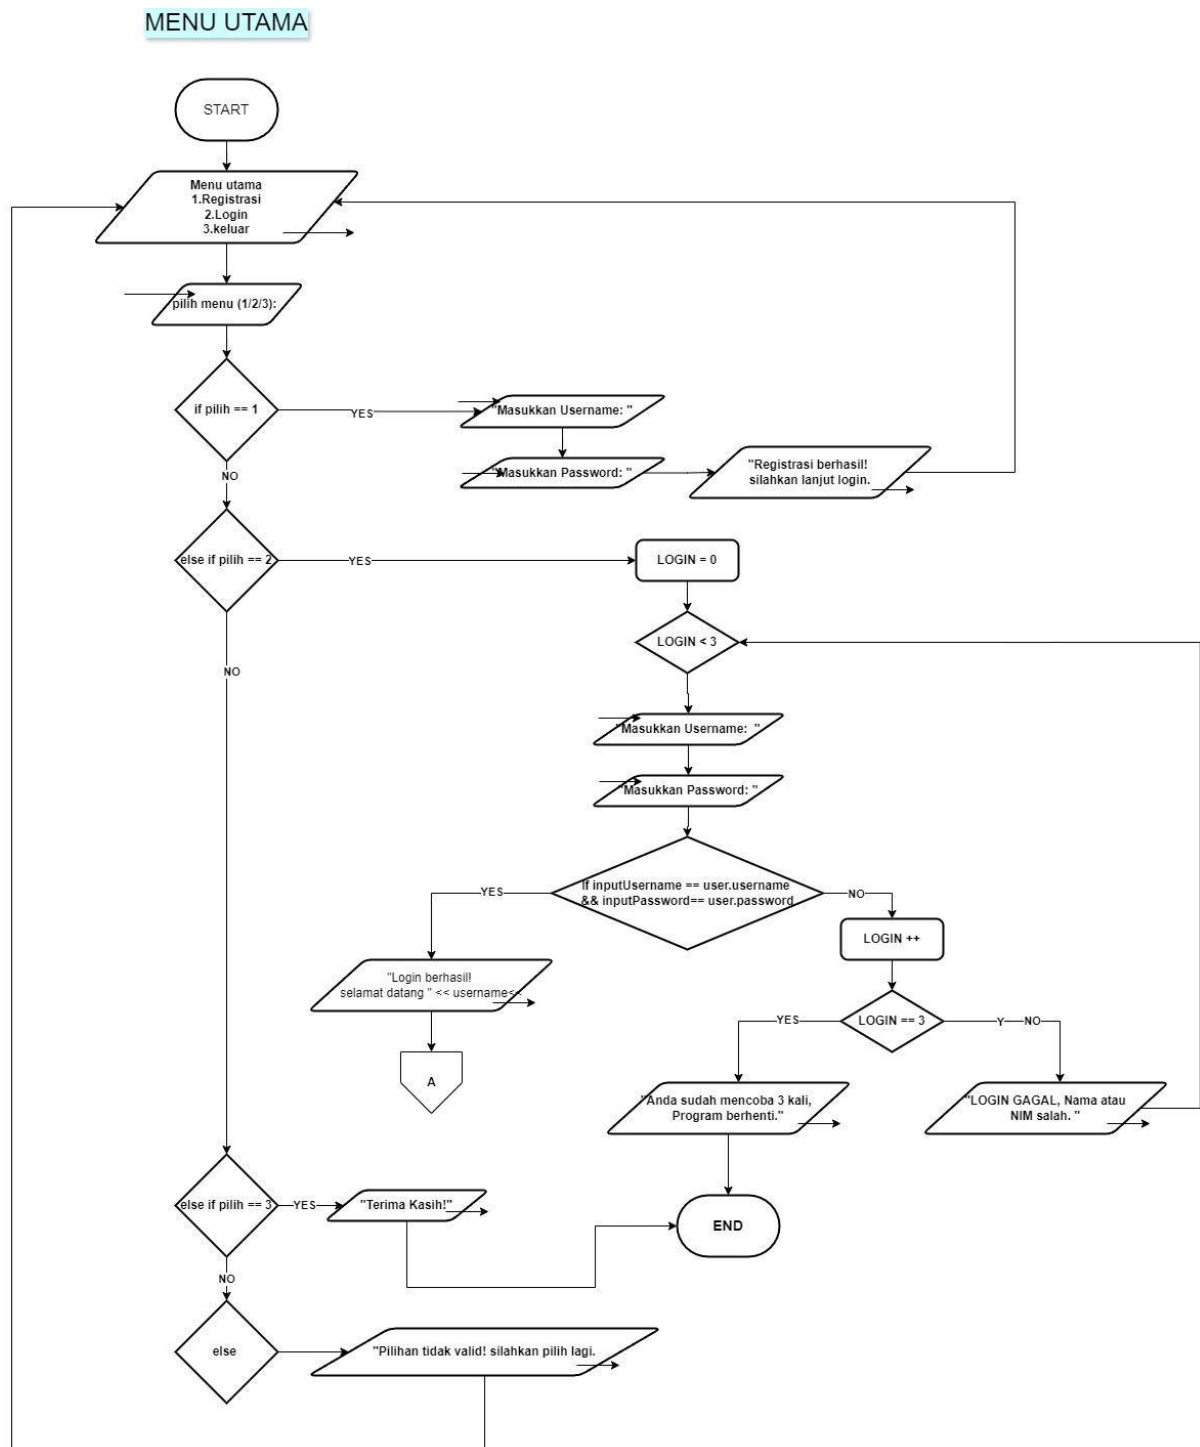 MENU UTAMA
START
Menu utama
1.Registrasi
2.Login
3.keluar
pilih menu (1/2/3):
if pilih == 1
YES
"Masukkan Username: "
"Masukkan Password: "
"Registrasi berhasil!
silahkan lanjut login.
NO
else if pilih == 2
YES
LOGIN = 0
LOGIN < 3
NO
"Masukkan Username:  "
"Masukkan Password: "
If inputUsername == user.username
&& inputPassword== user.password
YES
NO
LOGIN ++
"Login berhasil!
selamat datang " << username<<
LOGIN == 3
YES
Y
NO
A
"Anda sudah mencoba 3 kali,
Program berhenti."
"LOGIN GAGAL, Nama atau
NIM salah. "
else if pilih == 3
YES
"Terima Kasih!"
END
NO
else
"Pilihan tidak valid! silahkan pilih lagi.